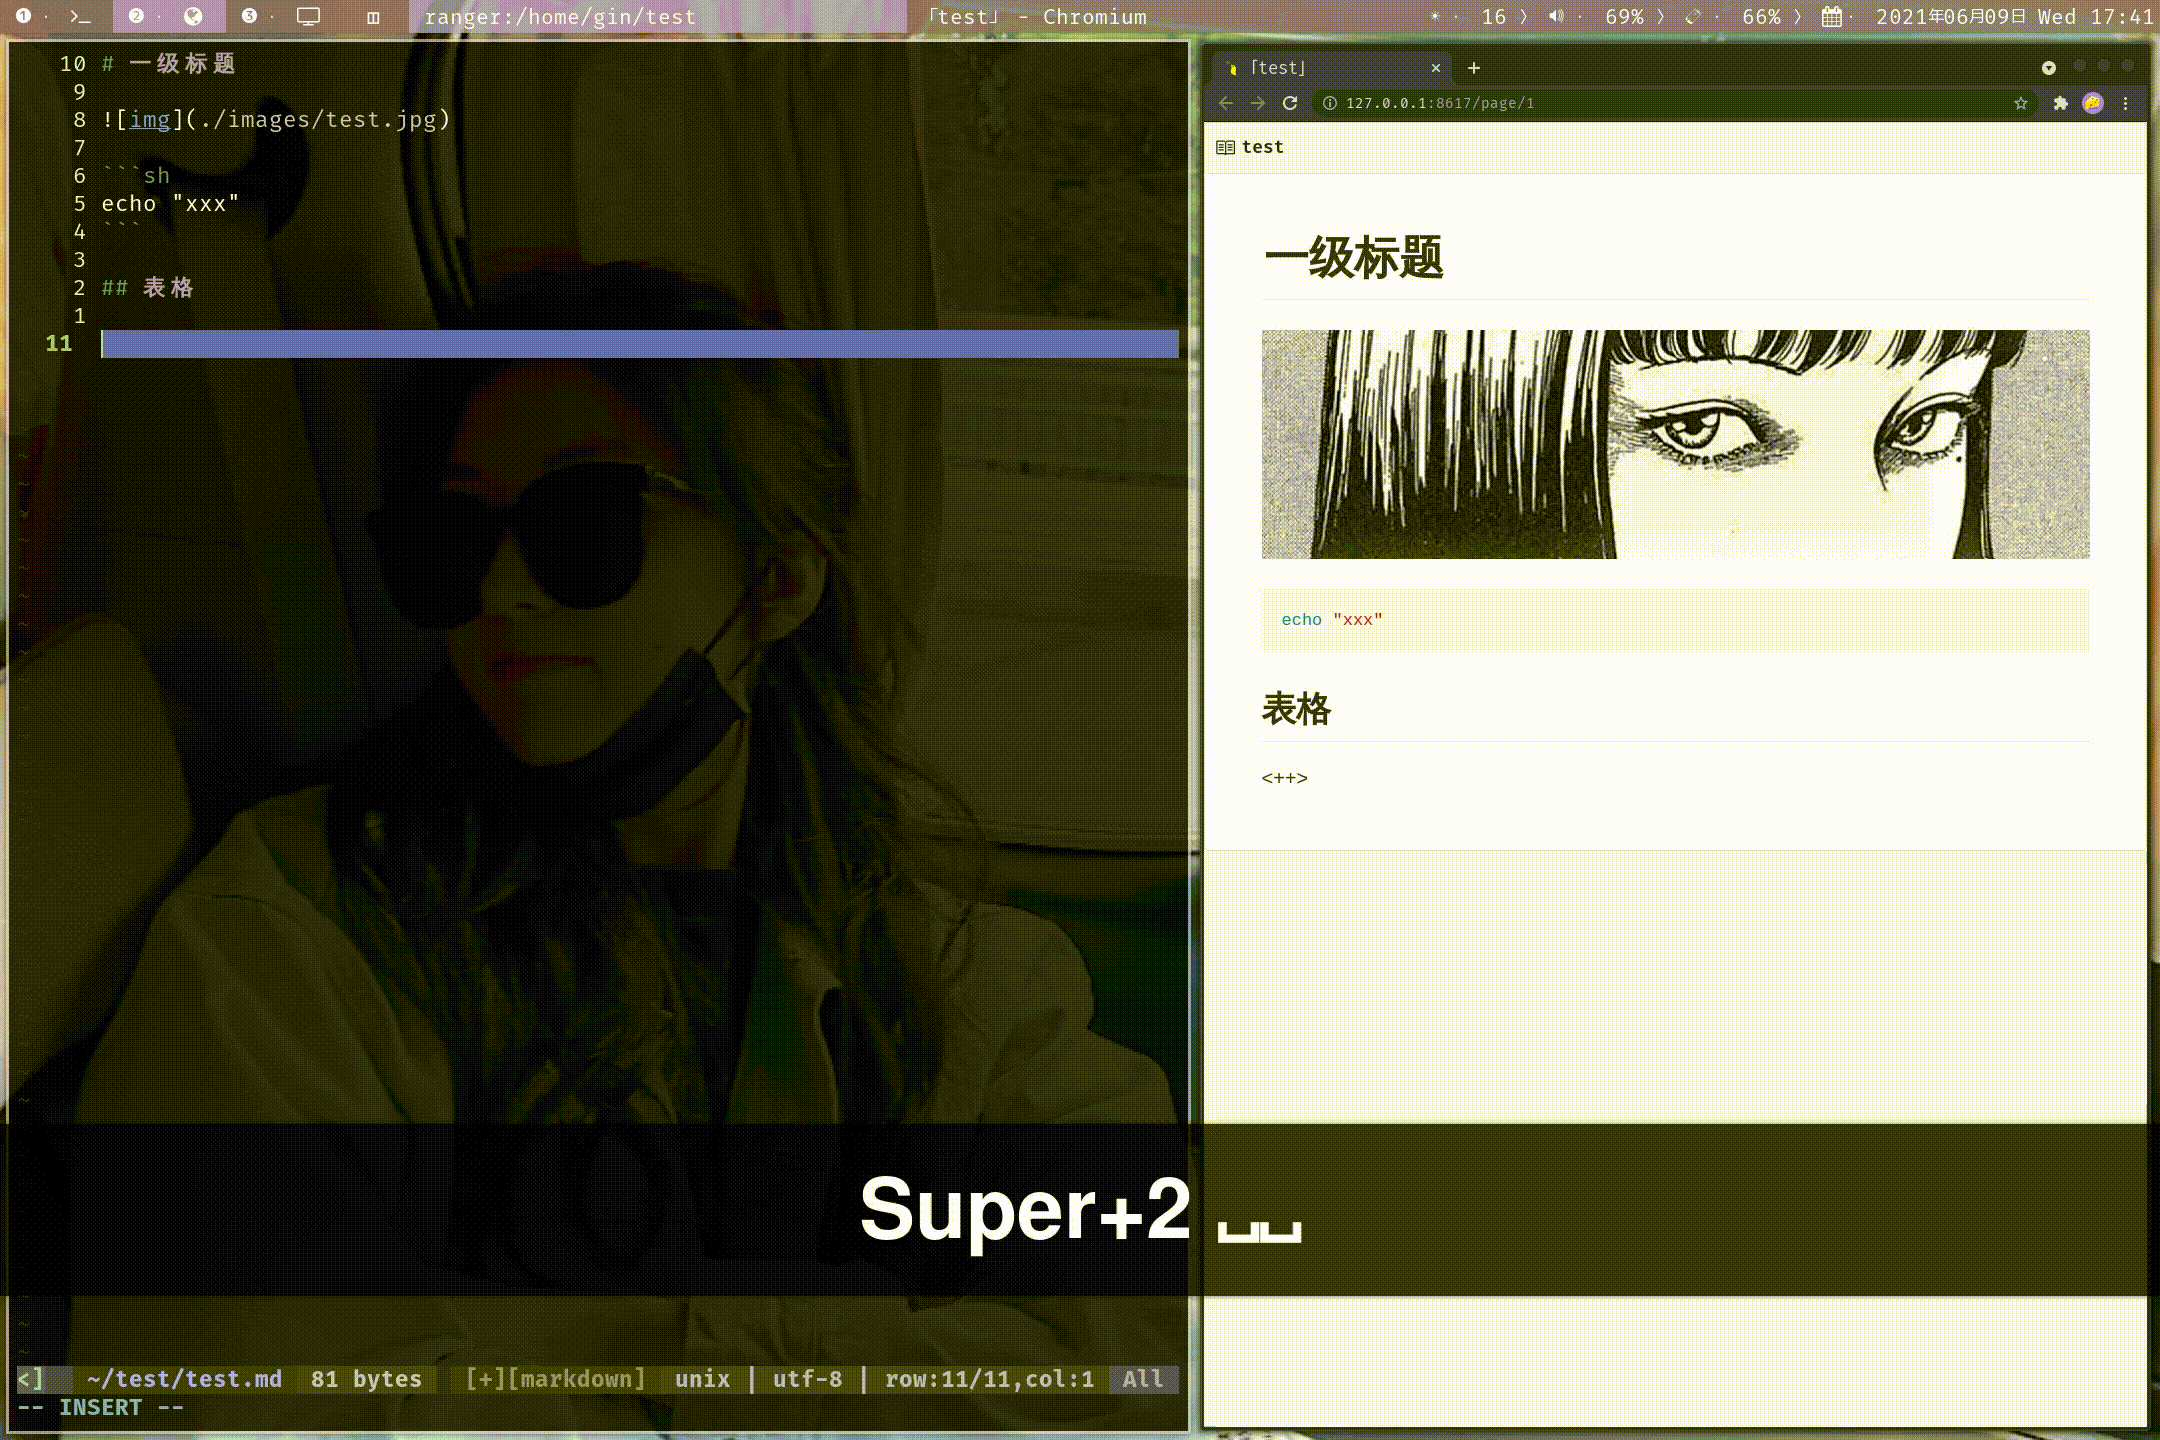 1 · 2 · 3 · ranger:/home/gin/test 「test」 - Chromium · 16 〉 · 69% 〉 · 66% 〉 · 2021年06月09日 Wed 17:41
10 # 一级标题
9
8 ![img](./images/test.jpg)
7
6 ```sh
5 echo "xxx"
4 ```
3
2 ## 表格
1
11
~/test/test.md 81 bytes [+][markdown] unix | utf-8 | row:11/11,col:1 All
-- INSERT --
「test」 × +
127.0.0.1:8617/page/1
test
一级标题
echo "xxx"
表格
<++>
Super+2 ␣␣